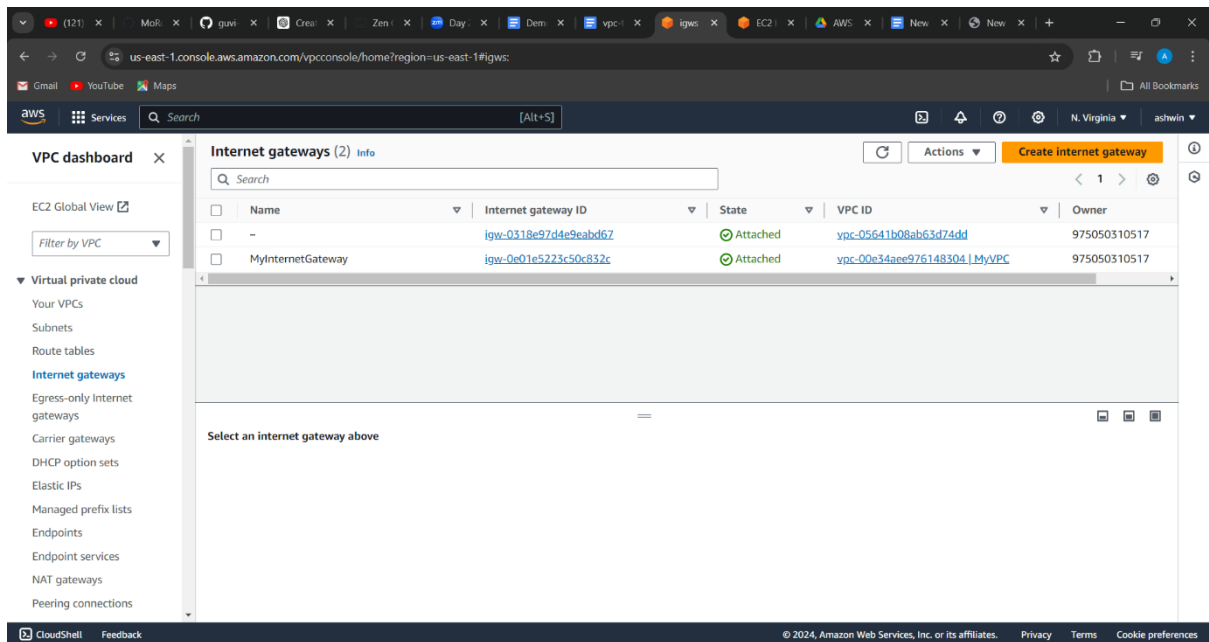 (121) MoR guvi- Crea Zen ( Day Dem vpc-t igws EC2 AWS New New
us-east-1.console.aws.amazon.com/vpcconsole/home?region=us-east-1#igws:
Gmail YouTube Maps All Bookmarks
aws Services Search [Alt+S] N. Virginia ashwin
VPC dashboard
EC2 Global View
Filter by VPC
Virtual private cloud
Your VPCs
Subnets
Route tables
Internet gateways
Egress-only Internet
gateways
Carrier gateways
DHCP option sets
Elastic IPs
Managed prefix lists
Endpoints
Endpoint services
NAT gateways
Peering connections
Internet gateways (2) Info Actions Create internet gateway
Search 1
Name Internet gateway ID State VPC ID Owner
– igw-0318e97d4e9eabd67 Attached vpc-05641b08ab63d74dd 975050310517
MyInternetGateway igw-0e01e5223c50c832c Attached vpc-00e34aee976148304 | MyVPC 975050310517
Select an internet gateway above
CloudShell Feedback © 2024, Amazon Web Services, Inc. or its affiliates. Privacy Terms Cookie preferences